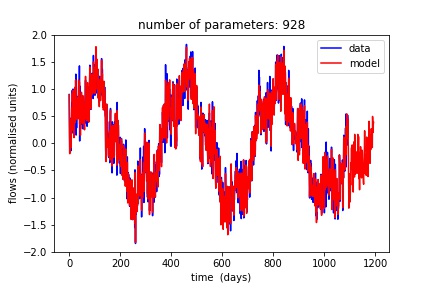 number of parameters: 928
2.0
1.5
1.0
0.5
0.0
−0.5
−1.0
−1.5
−2.0
flows (normalised units)
data
model
0 200 400 600 800 1000 1200
time (days)